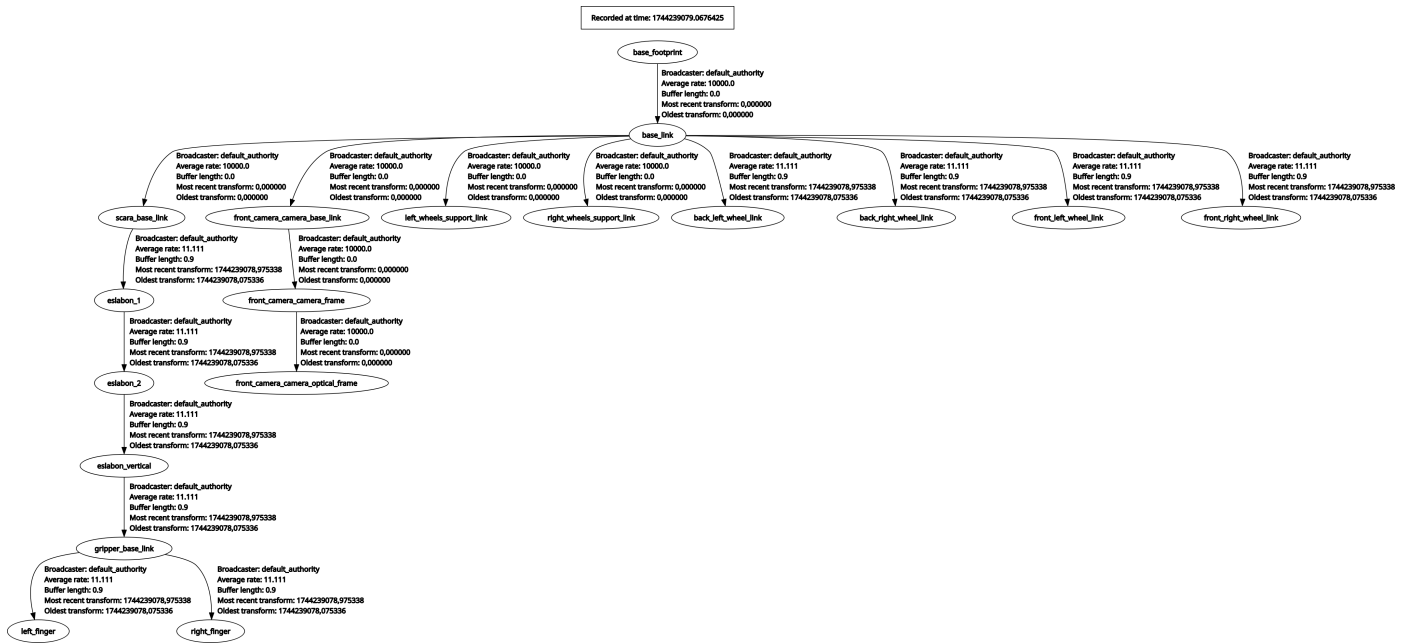 Recorded at time: 1744239079.0676425
base_footprint
Broadcaster: default_authority
Average rate: 10000.0
Buffer length: 0.0
Most recent transform: 0,000000
Oldest transform: 0,000000
base_link
Broadcaster: default_authority
Average rate: 10000.0
Buffer length: 0.0
Most recent transform: 0,000000
Oldest transform: 0,000000
Broadcaster: default_authority
Average rate: 10000.0
Buffer length: 0.0
Most recent transform: 0,000000
Oldest transform: 0,000000
Broadcaster: default_authority
Average rate: 10000.0
Buffer length: 0.0
Most recent transform: 0,000000
Oldest transform: 0,000000
Broadcaster: default_authority
Average rate: 10000.0
Buffer length: 0.0
Most recent transform: 0,000000
Oldest transform: 0,000000
Broadcaster: default_authority
Average rate: 11.111
Buffer length: 0.9
Most recent transform: 1744239078,975338
Oldest transform: 1744239078,075336
Broadcaster: default_authority
Average rate: 11.111
Buffer length: 0.9
Most recent transform: 1744239078,975338
Oldest transform: 1744239078,075336
Broadcaster: default_authority
Average rate: 11.111
Buffer length: 0.9
Most recent transform: 1744239078,975338
Oldest transform: 1744239078,075336
Broadcaster: default_authority
Average rate: 11.111
Buffer length: 0.9
Most recent transform: 1744239078,975338
Oldest transform: 1744239078,075336
scara_base_link
front_camera_camera_base_link
left_wheels_support_link
right_wheels_support_link
back_left_wheel_link
back_right_wheel_link
front_left_wheel_link
front_right_wheel_link
Broadcaster: default_authority
Average rate: 11.111
Buffer length: 0.9
Most recent transform: 1744239078,975338
Oldest transform: 1744239078,075336
Broadcaster: default_authority
Average rate: 10000.0
Buffer length: 0.0
Most recent transform: 0,000000
Oldest transform: 0,000000
eslabon_1
front_camera_camera_frame
Broadcaster: default_authority
Average rate: 11.111
Buffer length: 0.9
Most recent transform: 1744239078,975338
Oldest transform: 1744239078,075336
Broadcaster: default_authority
Average rate: 10000.0
Buffer length: 0.0
Most recent transform: 0,000000
Oldest transform: 0,000000
eslabon_2
front_camera_camera_optical_frame
Broadcaster: default_authority
Average rate: 11.111
Buffer length: 0.9
Most recent transform: 1744239078,975338
Oldest transform: 1744239078,075336
eslabon_vertical
Broadcaster: default_authority
Average rate: 11.111
Buffer length: 0.9
Most recent transform: 1744239078,975338
Oldest transform: 1744239078,075336
gripper_base_link
Broadcaster: default_authority
Average rate: 11.111
Buffer length: 0.9
Most recent transform: 1744239078,975338
Oldest transform: 1744239078,075336
Broadcaster: default_authority
Average rate: 11.111
Buffer length: 0.9
Most recent transform: 1744239078,975338
Oldest transform: 1744239078,075336
left_finger
right_finger